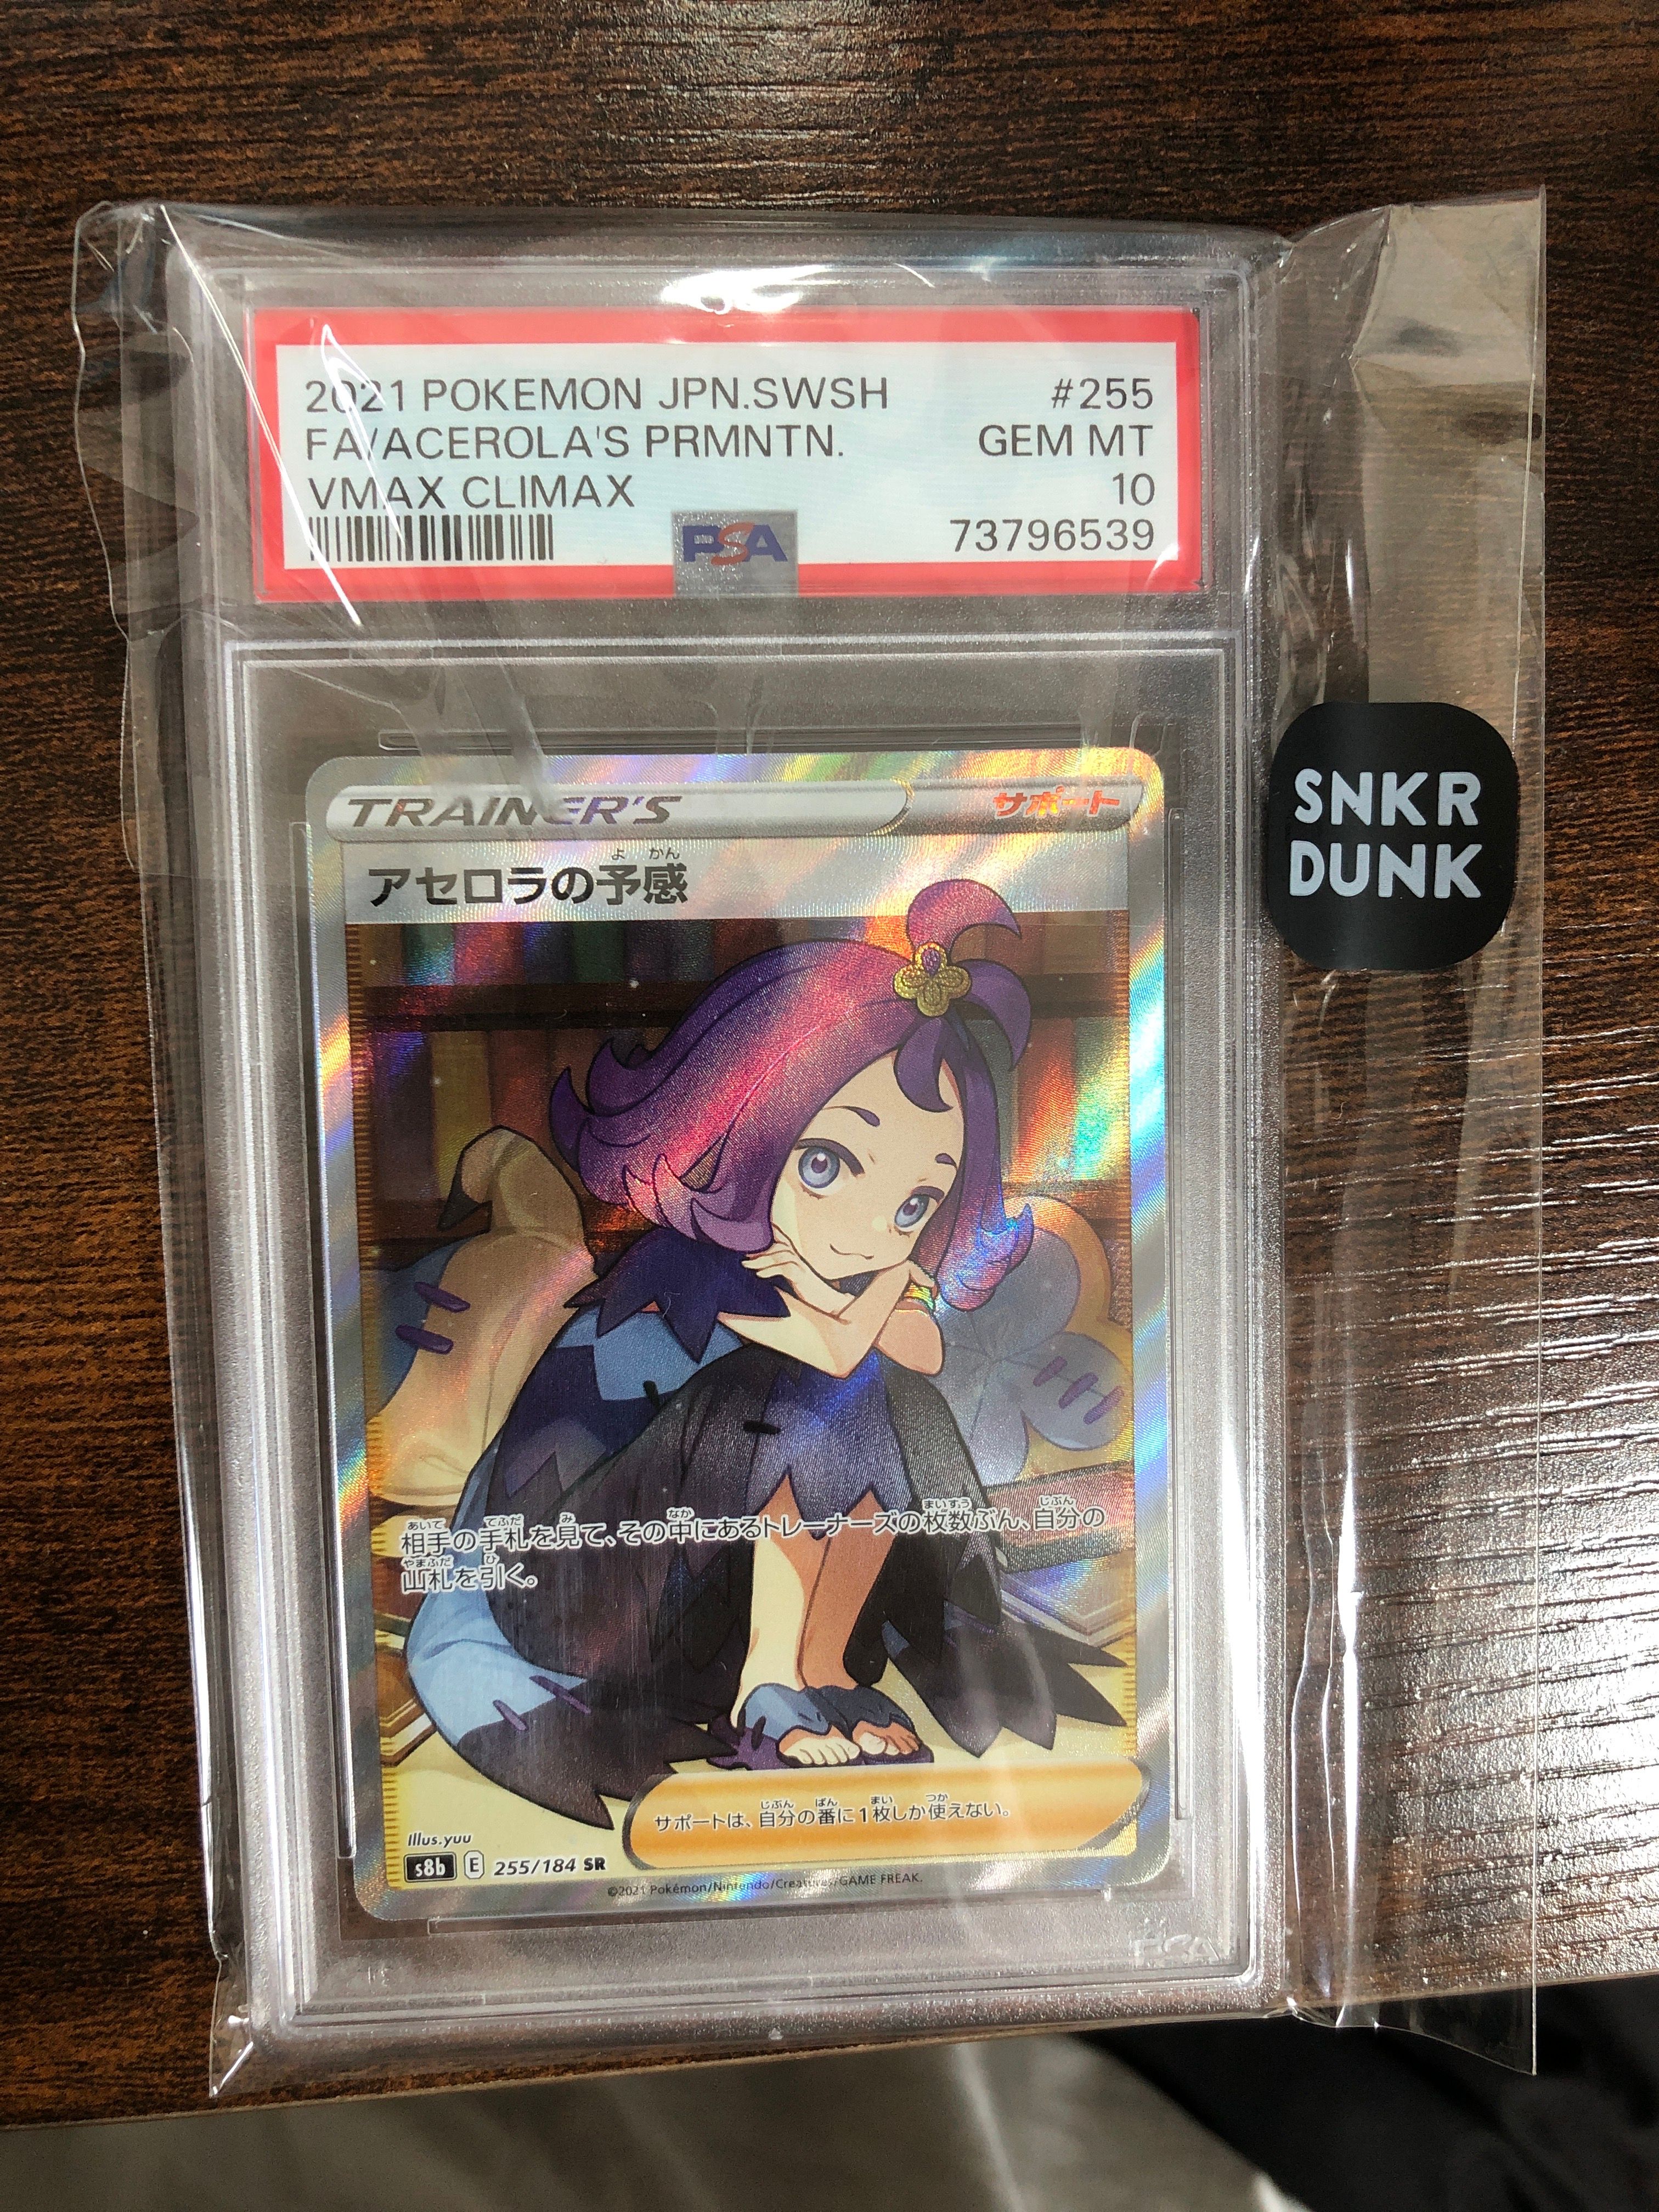 2021 POKEMON JPN.SWSH #255
FA/ACEROLA'S PRMNTN. GEM MT
VMAX CLIMAX 10
PSA 73796539
SNKR
DUNK
TRAINER'S サポート
よ かん
アセロラの予感
あいて てふだ み なか まいすう じぶん
相手の手札を見て、その中にあるトレーナーズの枚数ぶん、自分の
やまふだ ひ
山札を引く。
じぶん ばん まい つか
サポートは、自分の番に1枚しか使えない。
Illus.yuu
s8b E 255/184 SR
©2021 Pokémon/Nintendo/Creatures/GAME FREAK.
PSA